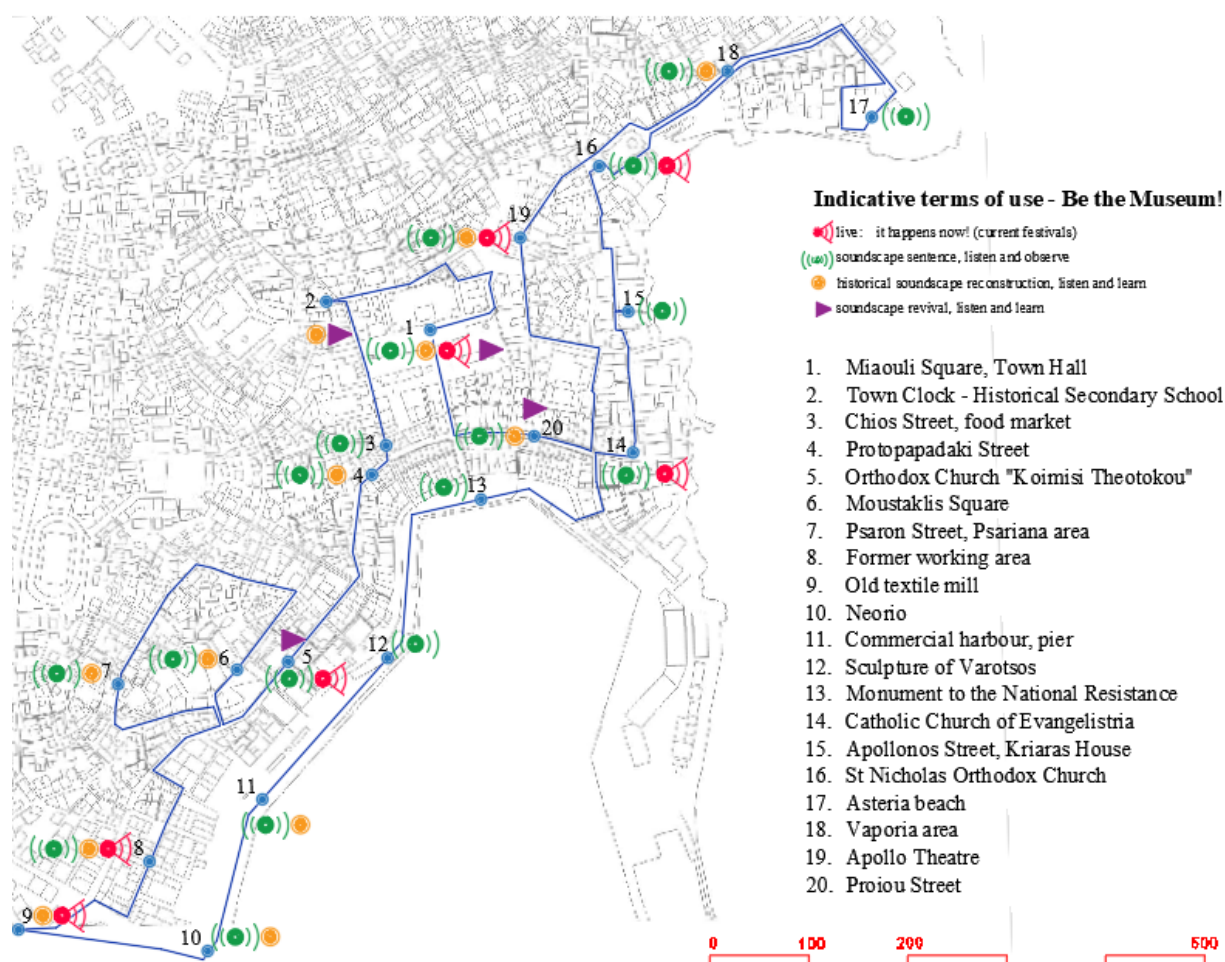 18
17
16
Indicative terms of use - Be the Museum!
live: it happens now! (current festivals)
soundscape sentence, listen and observe
historical soundscape reconstruction, listen and learn
soundscape revival, listen and learn
19
2
1
15
20
3
14
4
13
1. Miaouli Square, Town Hall
2. Town Clock - Historical Secondary School
3. Chios Street, food market
4. Protopapadaki Street
5. Orthodox Church "Koimisi Theotokou"
6. Moustaklis Square
7. Psaron Street, Psariana area
8. Former working area
9. Old textile mill
10. Neorio
11. Commercial harbour, pier
12. Sculpture of Varotsos
13. Monument to the National Resistance
14. Catholic Church of Evangelistria
15. Apollonos Street, Kriaras House
16. St Nicholas Orthodox Church
17. Asteria beach
18. Vaporia area
19. Apollo Theatre
20. Proiou Street
12
5
6
7
11
8
9
10
0 100 200 500